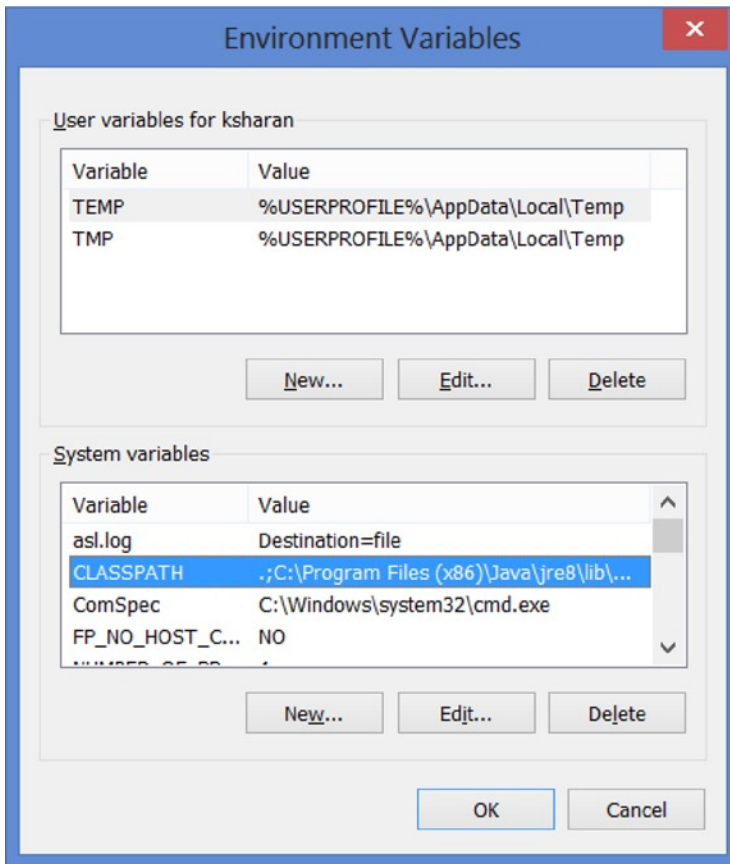 Environment Variables
User variables for ksharan
Variable Value
TEMP %USERPROFILE%\AppData\Local\Temp
TMP %USERPROFILE%\AppData\Local\Temp
New... Edit... Delete
System variables
Variable Value
asl.log Destination=file
CLASSPATH .;C:\Program Files (x86)\Java\jre8\lib\...
ComSpec C:\Windows\system32\cmd.exe
FP_NO_HOST_C... NO
New... Edit... Delete
OK Cancel